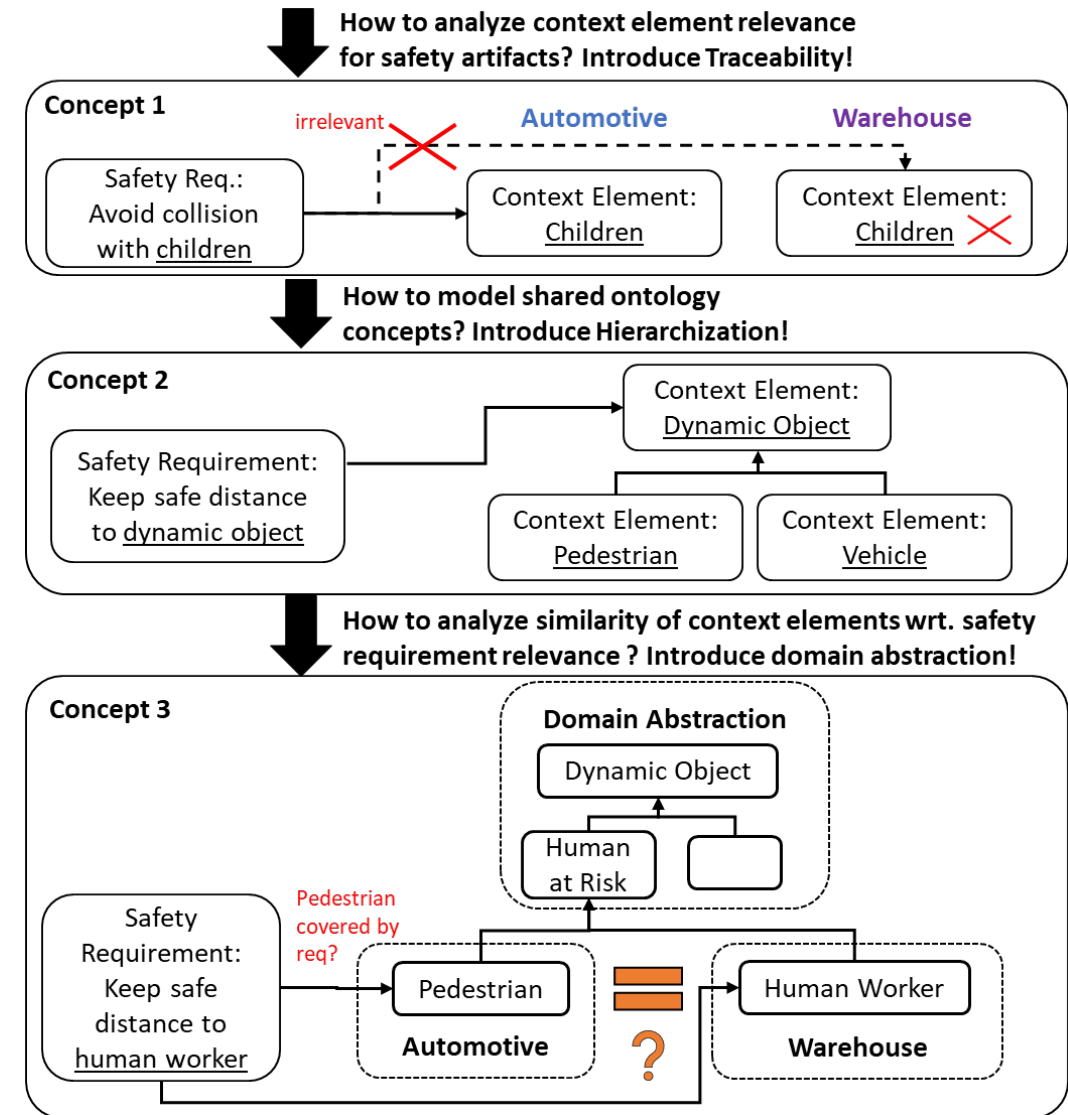 How to analyze context element relevance
for safety artifacts? Introduce Traceability!
Concept 1
irrelevant
Automotive
Warehouse
Safety Req.:
Avoid collision
with children
Context Element:
Children
Context Element:
Children
How to model shared ontology
concepts? Introduce Hierarchization!
Concept 2
Context Element:
Dynamic Object
Safety Requirement:
Keep safe distance
to dynamic object
Context Element:
Pedestrian
Context Element:
Vehicle
How to analyze similarity of context elements wrt. safety
requirement relevance ? Introduce domain abstraction!
Concept 3
Domain Abstraction
Dynamic Object
Human
at Risk
Safety
Requirement:
Keep safe
distance to
human worker
Pedestrian
covered by
req?
Pedestrian
Automotive
=
?
Human Worker
Warehouse